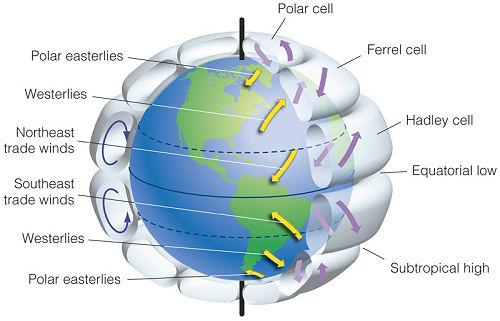 Polar cell
Polar easterlies
Ferrel cell
Westerlies
Hadley cell
Northeast
trade winds
Equatorial low
Southeast
trade winds
Westerlies
Subtropical high
Polar easterlies